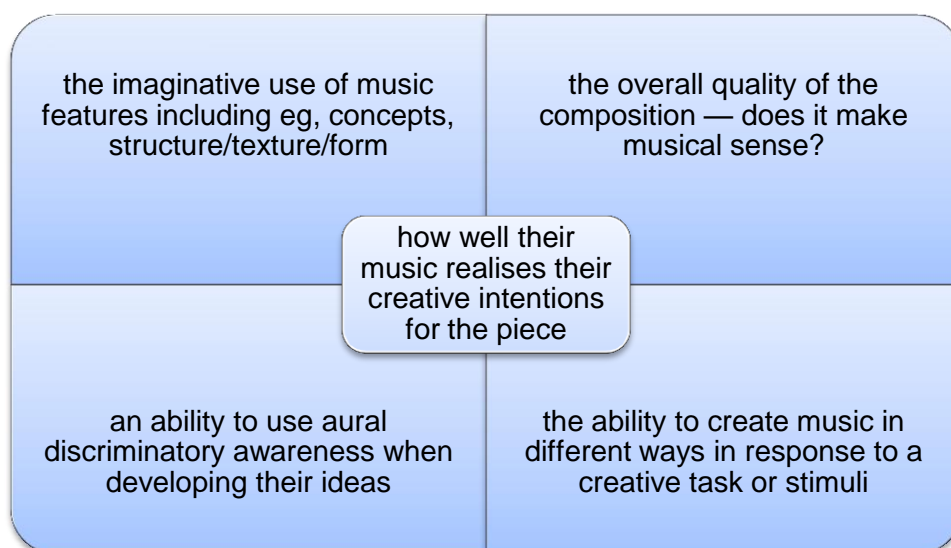 the imaginative use of music
features including eg, concepts,
structure/texture/form
the overall quality of the
composition — does it make
musical sense?
how well their
music realises their
creative intentions
for the piece
an ability to use aural
discriminatory awareness when
developing their ideas
the ability to create music in
different ways in response to a
creative task or stimuli